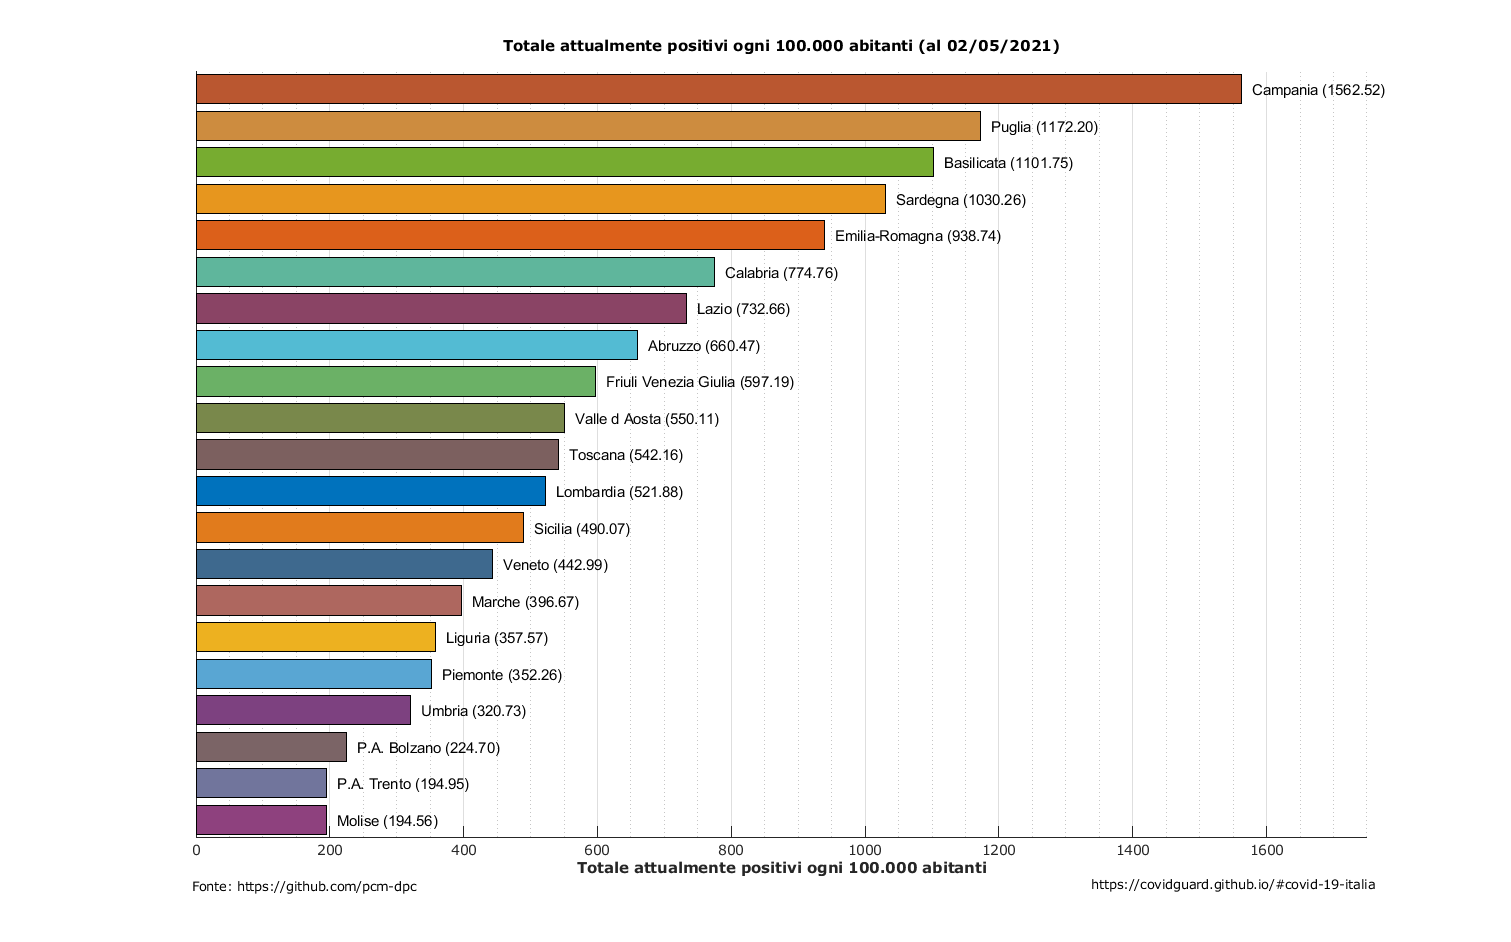 Totale attualmente positivi ogni 100.000 abitanti (al 02/05/2021)
Campania (1562.52)
Puglia (1172.20)
Basilicata (1101.75)
Sardegna (1030.26)
Emilia-Romagna (938.74)
Calabria (774.76)
Lazio (732.66)
Abruzzo (660.47)
Friuli Venezia Giulia (597.19)
Valle d Aosta (550.11)
Toscana (542.16)
Lombardia (521.88)
Sicilia (490.07)
Veneto (442.99)
Marche (396.67)
Liguria (357.57)
Piemonte (352.26)
Umbria (320.73)
P.A. Bolzano (224.70)
P.A. Trento (194.95)
Molise (194.56)
0 200 400 600 800 1000 1200 1400 1600
Totale attualmente positivi ogni 100.000 abitanti
Fonte: https://github.com/pcm-dpc
https://covidguard.github.io/#covid-19-italia